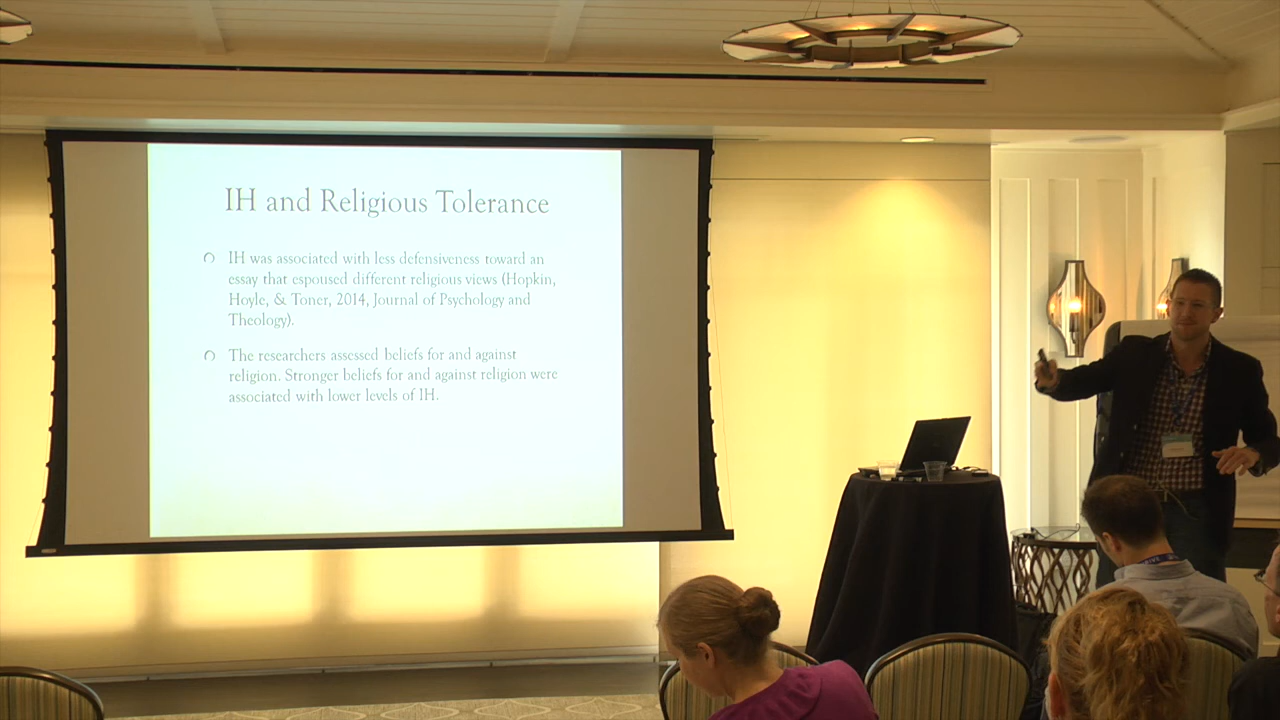 IH and Religious Tolerance
IH was associated with less defensiveness toward an
essay that espoused different religious views (Hopkin,
Hoyle, & Toner, 2014, Journal of Psychology and
Theology).
The researchers assessed beliefs for and against
religion. Stronger beliefs for and against religion were
associated with lower levels of IH.